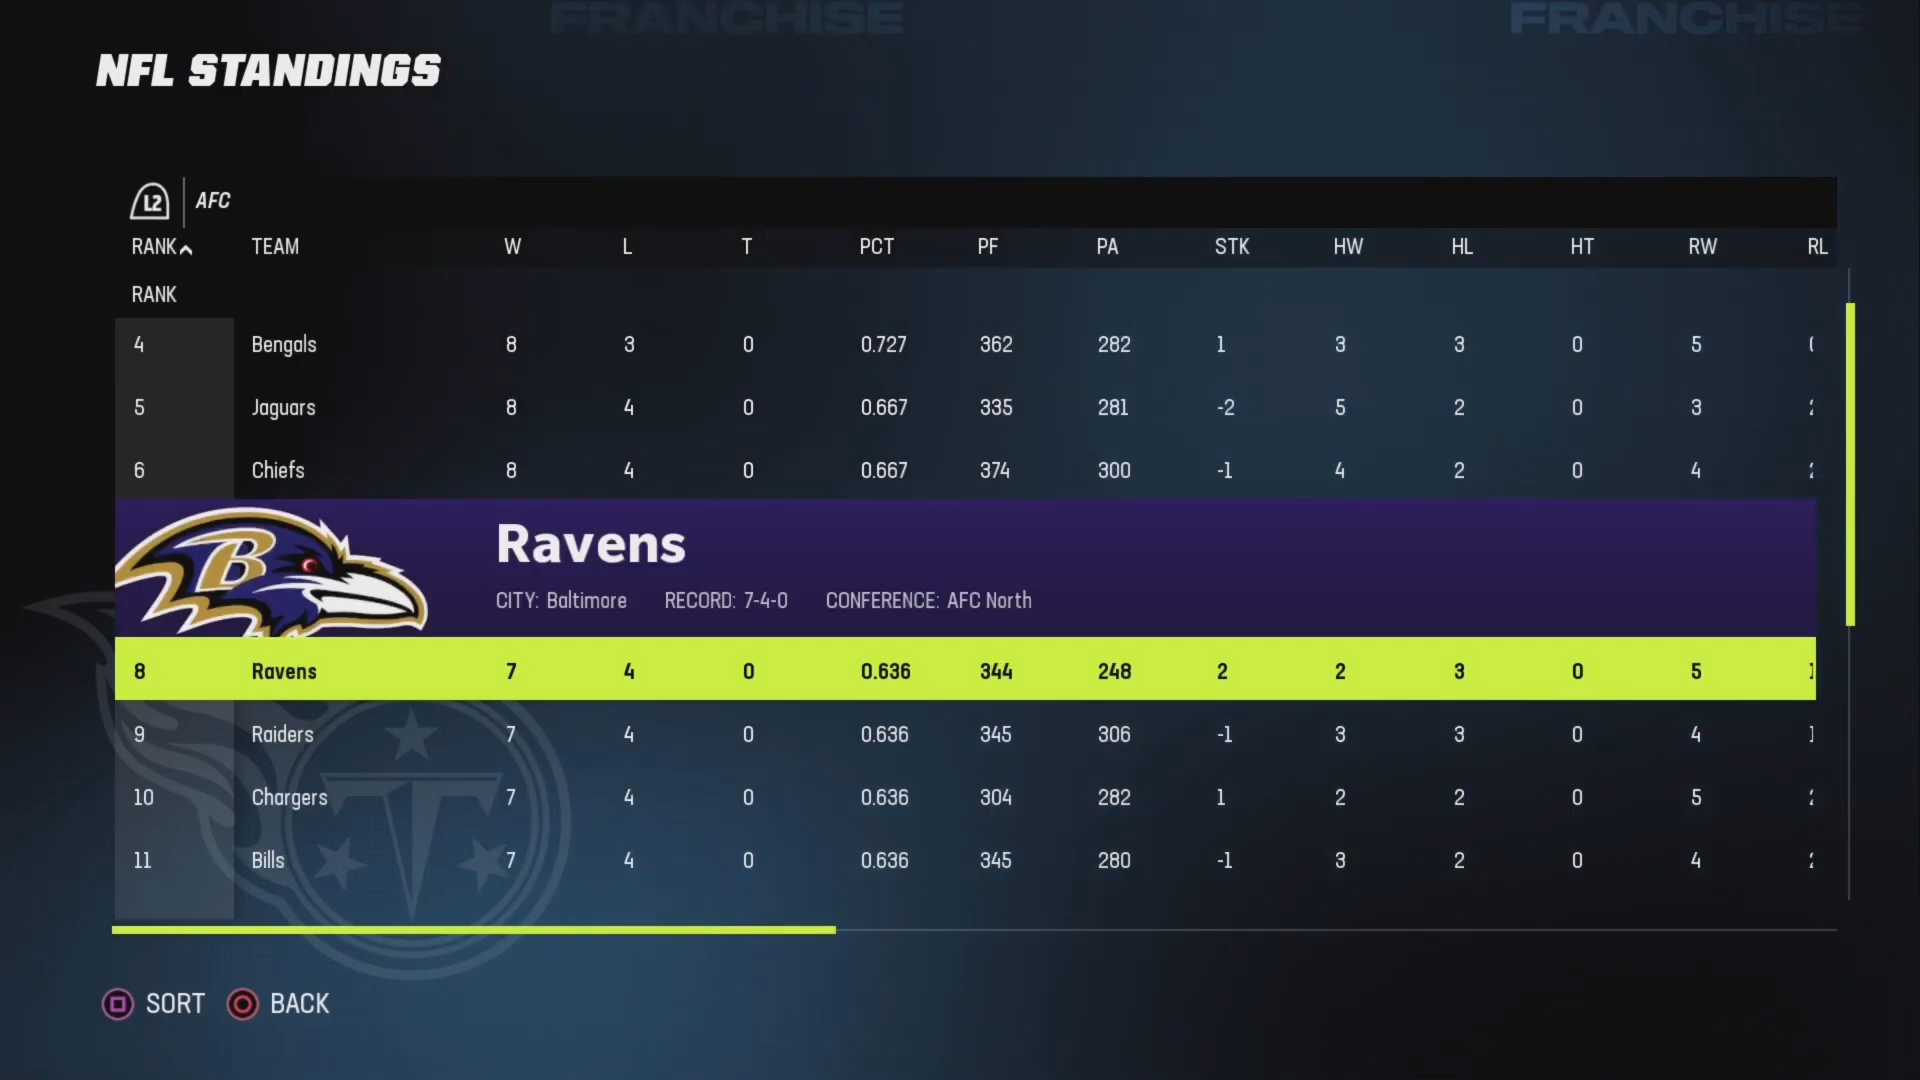 FRANCHISE FRANCHISE
NFL STANDINGS
L2 AFC
RANK TEAM W L T PCT PF PA STK HW HL HT RW RL
RANK
4 Bengals 8 3 0 0.727 362 282 1 3 3 0 5
5 Jaguars 8 4 0 0.667 335 281 -2 5 2 0 3
6 Chiefs 8 4 0 0.667 374 300 -1 4 2 0 4
B
Ravens
CITY: Baltimore RECORD: 7-4-0 CONFERENCE: AFC North
8 Ravens 7 4 0 0.636 344 248 2 2 3 0 5
9 Raiders 7 4 0 0.636 345 306 -1 3 3 0 4
10 Chargers 7 4 0 0.636 304 282 1 2 2 0 5
11 Bills 7 4 0 0.636 345 280 -1 3 2 0 4
SORT BACK